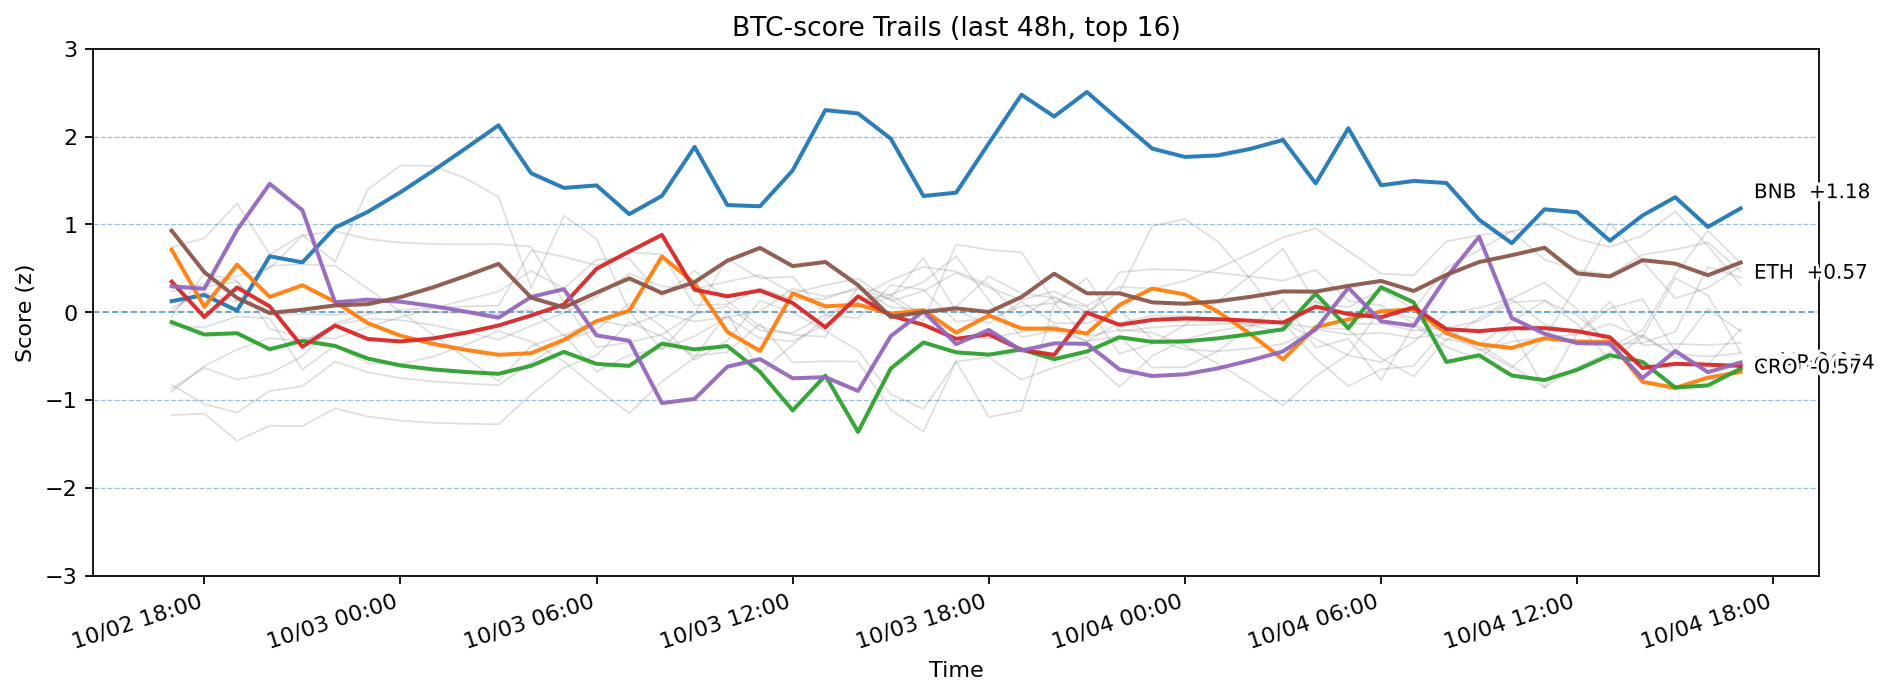 BTC-score Trails (last 48h, top 16)
Score (z)
3
2
1
0
−1
−2
−3
BNB +1.18
ETH +0.57
CRO -0.57
10/02 18:00
10/03 00:00
10/03 06:00
10/03 12:00
10/03 18:00
10/04 00:00
10/04 06:00
10/04 12:00
10/04 18:00
Time